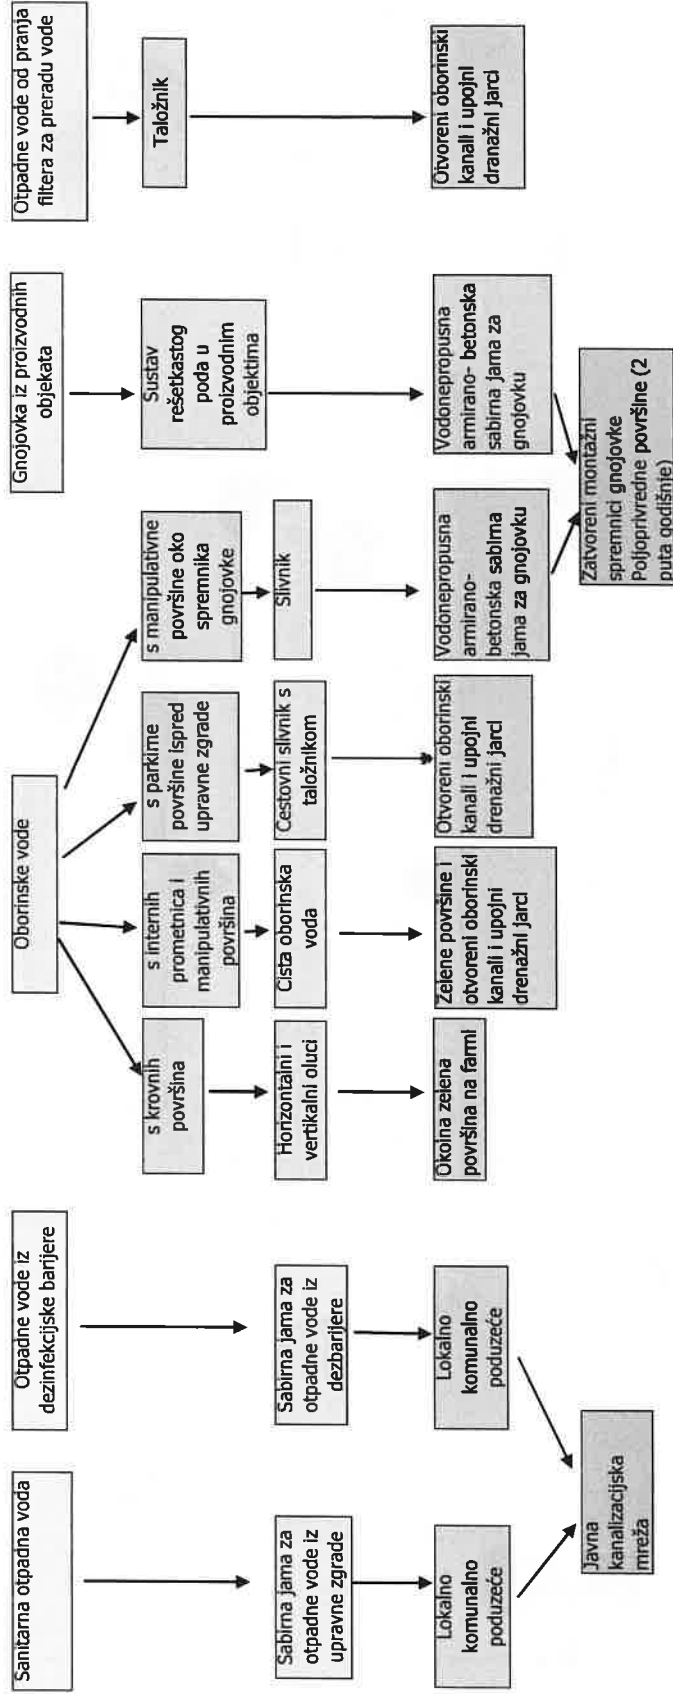 Sanitarna otpadna voda
Sabirna jama za
otpadne vode iz
upravne zgrade
Lokalno
komunalno
poduzeće
Otpadne vode iz
dezinfekcijske barijere
Sabirna jama za
otpadne vode iz
dezbarijere
Lokalno
komunalno
poduzeće
Javna
kanalizacijska
mreža
Oborinske vode
s krovnih
površina
Horizontalni i
vertikalni oluci
Okolna zelena
površina na farmi
s internih
prometnica i
manipulativnih
površina
Čista oborinska
voda
Zelene površine i
otvoreni oborinski
kanali i upojni
drenažni jarci
s parkirne
površine ispred
upravne zgrade
Cestovni slivnik s
taložnikom
Otvoreni oborinski
kanali i upojni
drenažni jarci
s manipulativne
površine oko
spremnika
gnojovke
Slivnik
Vodonepropusna
armirano-
betonska sabirna
jama za gnojovku
Gnojovka iz proizvodnih
objekata
Sustav
rešetkastog
poda u
proizvodnim
objektima
Vodonepropusna
armirano- betonska
sabirna jama za
gnojovku
Zatvoreni montažni
spremnici gnojovke
Poljoprivredne površine (2
puta godišnje)
Otpadne vode od pranja
filtera za preradu vode
Taložnik
Otvoreni oborinski
kanali i upojni
dranažni jarci